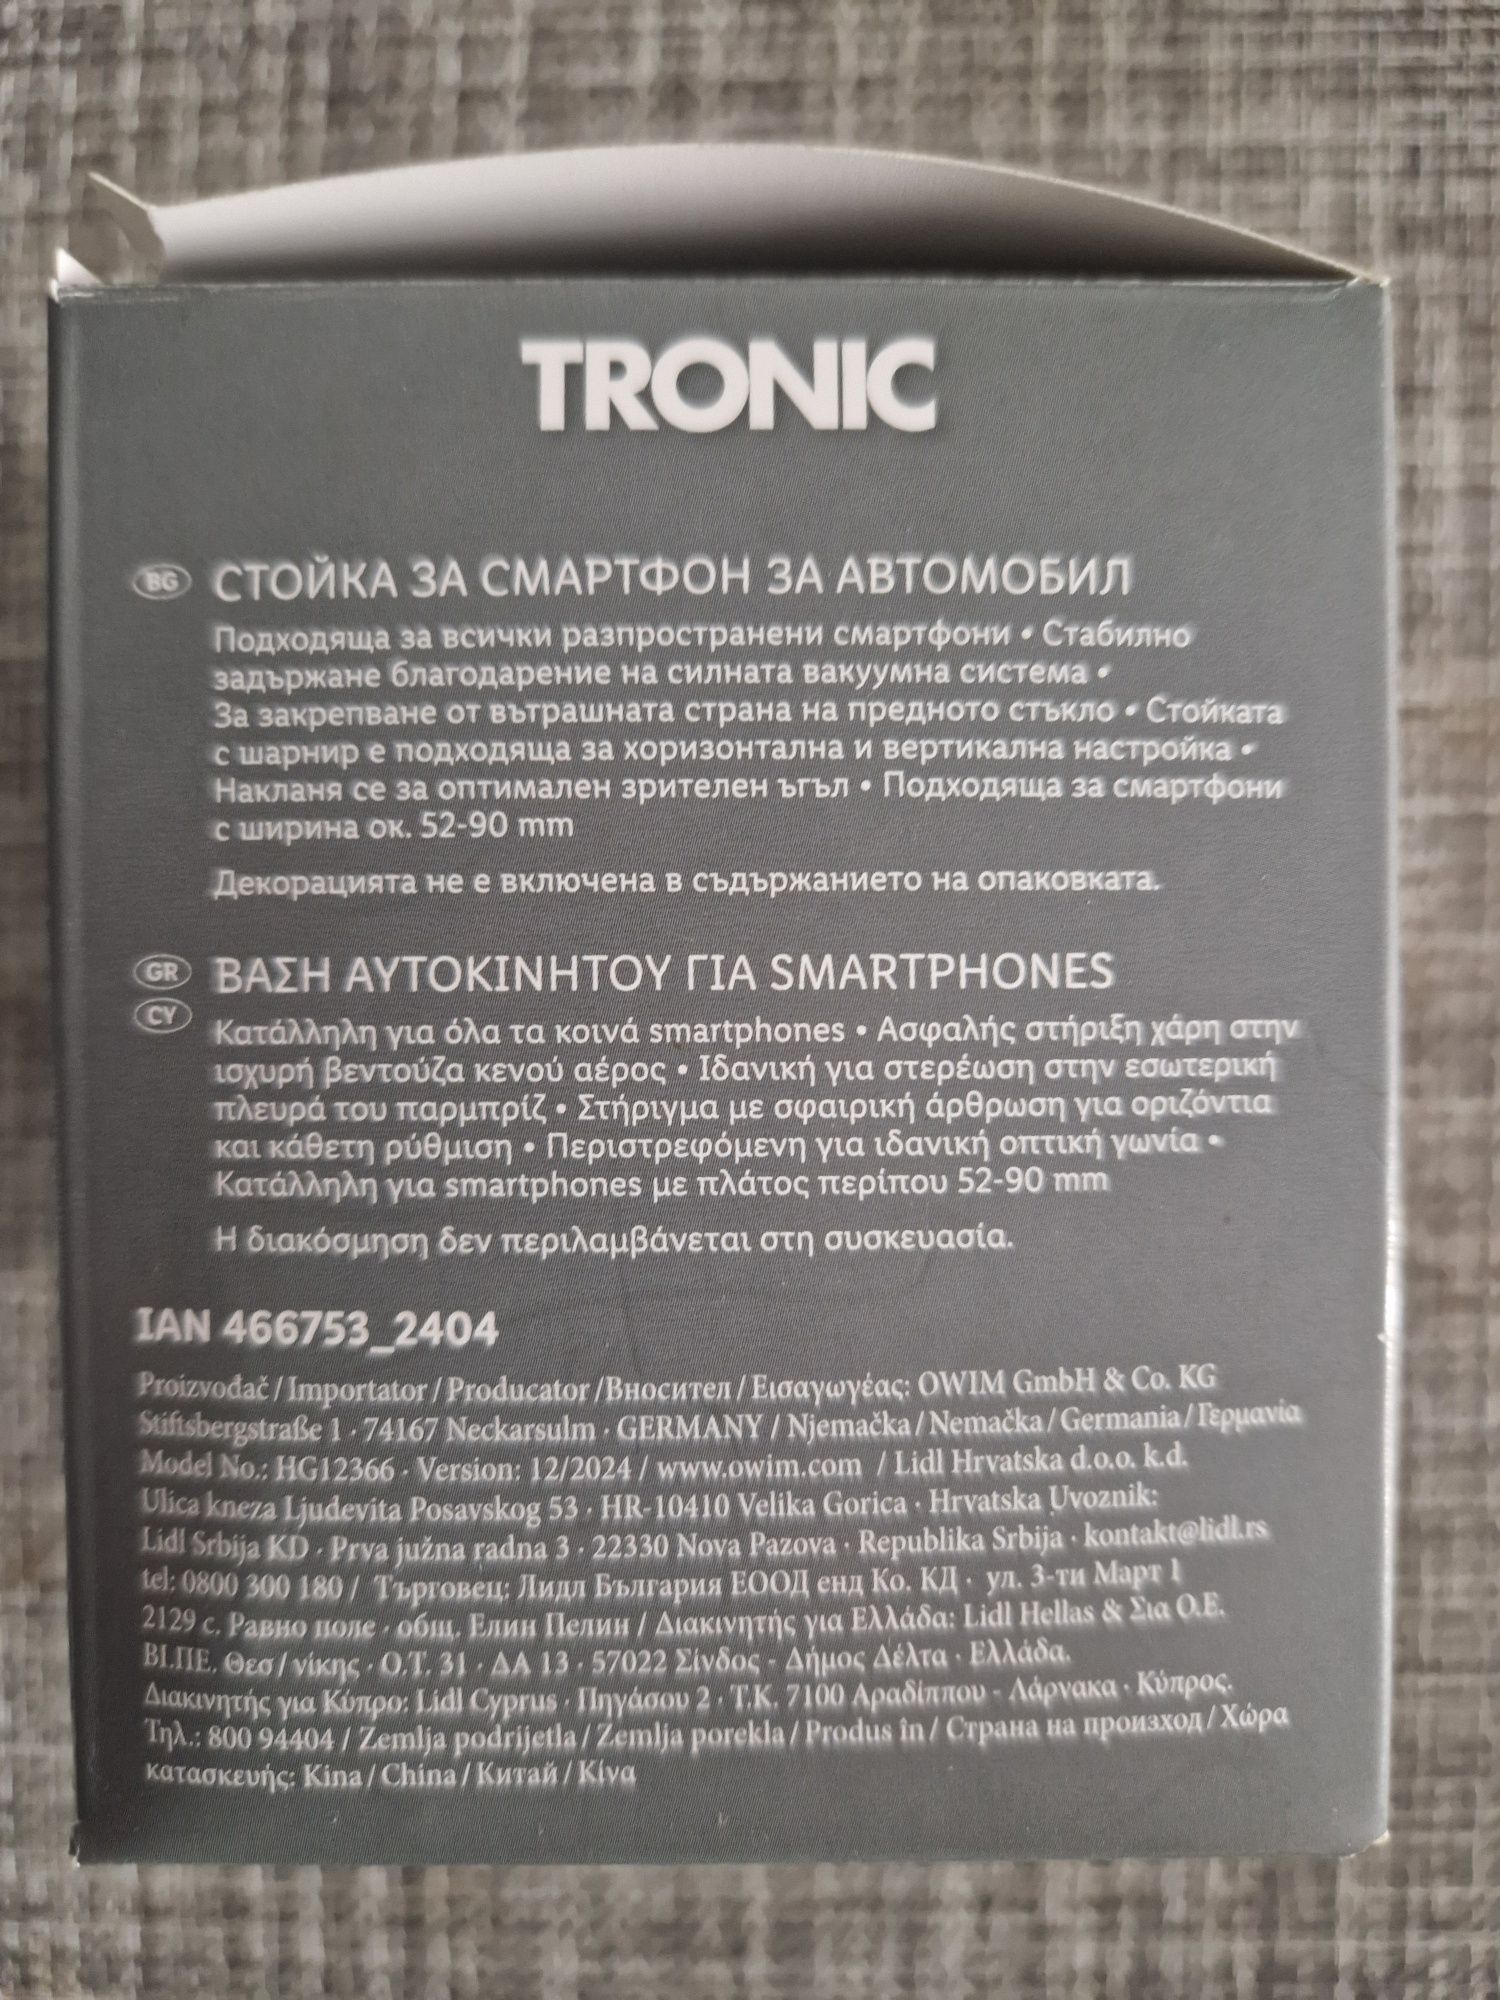 TRONIC
BG СТОЙКА ЗА СМАРТФОН ЗА АВТОМОБИЛ
Подходяща за всички разпространени смартфони • Стабилно
задържане благодарение на силната вакуумна система •
За закрепване от вътрашната страна на предното стъкло • Стойката
с шарнир е подходяща за хоризонтална и вертикална настройка •
Накланя се за оптимален зрителен ъгъл • Подходяща за смартфони
с ширина ок. 52-90 mm
Декорацията не е включена в съдържанието на опаковката.
GR ΒΑΣΗ ΑΥΤΟΚΙΝΗΤΟΥ ΓΙΑ SMARTPHONES
CY
Κατάλληλη για όλα τα κοινά smartphones • Ασφαλής στήριξη χάρη στην
ισχυρή βεντούζα κενού αέρος • Ιδανική για στερέωση στην εσωτερική
πλευρά του παρμπρίζ • Στήριγμα με σφαιρική άρθρωση για οριζόντια
και κάθετη ρύθμιση • Περιστρεφόμενη για ιδανική οπτική γωνία •
Κατάλληλη για smartphones με πλάτος περίπου 52-90 mm
Η διακόσμηση δεν περιλαμβάνεται στη συσκευασία.
IAN 466753_2404
Proizvođač / Importator / Producator /Вносител / Εισαγωγέας: OWIM GmbH & Co. KG
Stiftsbergstraße 1 · 74167 Neckarsulm · GERMANY / Njemačka / Nemačka / Germania / Γερμανία
Model No.: HG12366 · Version: 12/2024 / www.owim.com / Lidl Hrvatska d.o.o. k.d.
Ulica kneza Ljudevita Posavskog 53 · HR-10410 Velika Gorica · Hrvatska Uvoznik:
Lidl Srbija KD · Prva južna radna 3 · 22330 Nova Pazova · Republika Srbija · kontakt@lidl.rs
tel: 0800 300 180 / Търговец: Лидл България ЕООД енд Ко. КД · ул. 3-ти Март 1
2129 с. Равно поле · общ. Елин Пелин / Διακινητής για Ελλάδα: Lidl Hellas & Σια Ο.Ε.
ΒΙ.ΠΕ. Θεσ/νίκης · Ο.Τ. 31 · ΔΑ 13 · 57022 Σίνδος - Δήμος Δέλτα · Ελλάδα.
Διακινητής για Κύπρο: Lidl Cyprus · Πηγάσου 2 · Τ.Κ. 7100 Αραδίππου - Λάρνακα · Κύπρος.
Τηλ.: 800 94404 / Zemlja podrijetla / Zemlja porekla / Produs în / Страна на произход / Χώρα
κατασκευής: Kina / China / Китай / Κίνα